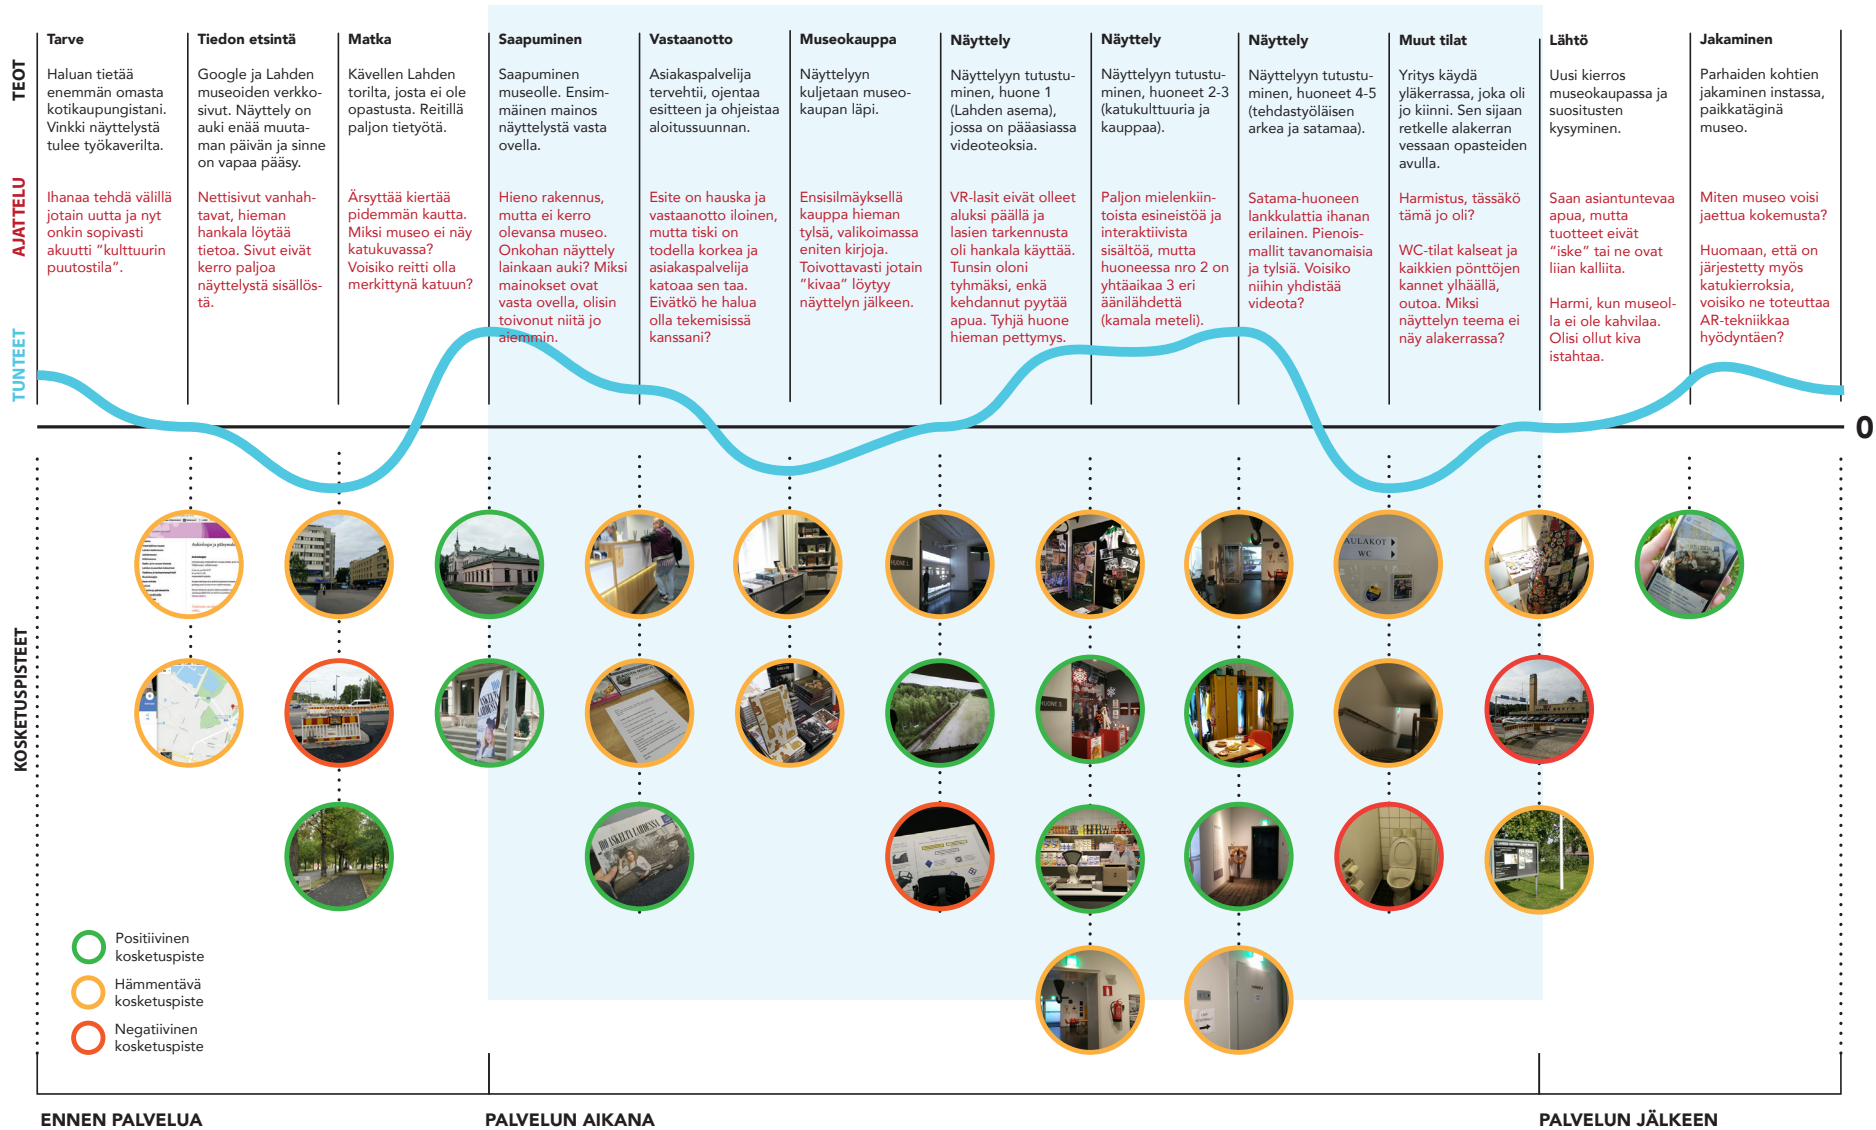 TEOT
Tarve
Haluan tietää
enemmän omasta
kotikaupungistani.
Vinkki näyttelystä
tulee työkaverilta.
Tiedon etsintä
Google ja Lahden
museoiden verkko-
sivut. Näyttely on
auki enää muuta-
man päivän ja sinne
on vapaa pääsy.
Matka
Kävellen Lahden
torilta, josta ei ole
opastusta. Reitillä
paljon tietyötä.
Saapuminen
Saapuminen
museolle. Ensim-
mäinen mainos
näyttelystä vasta
ovella.
Vastaanotto
Asiakaspalvelija
tervehtii, ojentaa
esitteen ja ohjeistaa
aloitussuunnan.
Museokauppa
Näyttelyyn
kuljetaan museo-
kaupan läpi.
Näyttely
Näyttelyyn tutustu-
minen, huone 1
(Lahden asema),
jossa on pääasiassa
videoteoksia.
Näyttely
Näyttelyyn tutustu-
minen, huoneet 2-3
(katukulttuuria ja
kauppaa).
Näyttely
Näyttelyyn tutustu-
minen, huoneet 4-5
(tehdastyöläisen
arkea ja satamaa).
Muut tilat
Yritys käydä
yläkerrassa, joka oli
jo kiinni. Sen sijaan
retkelle alakerran
vessaan opasteiden
avulla.
Lähtö
Uusi kierros
museokaupassa ja
suositusten
kysyminen.
Jakaminen
Parhaiden kohtien
jakaminen instassa,
paikkatäginä
museo.
AJATTELU
Ihanaa tehdä välillä
jotain uutta ja nyt
onkin sopivasti
akuutti "kulttuurin
puutostila".
Nettisivut vanhah-
tavat, hieman
hankala löytää
tietoa. Sivut eivät
kerro paljoa
näyttelystä sisällös-
tä.
Ärsyttää kiertää
pidemmän kautta.
Miksi museo ei näy
katukuvassa?
Voisiko reitti olla
merkittynä katuun?
Hieno rakennus,
mutta ei kerro
olevansa museo.
Onkohan näyttely
lainkaan auki? Miksi
mainokset ovat
vasta ovella, olisin
toivonut niitä jo
aiemmin.
Esite on hauska ja
vastaanotto iloinen,
mutta tiski on
todella korkea ja
asiakaspalvelija
katoaa sen taa.
Eivätkö he halua
olla tekemisissä
kanssani?
Ensisilmäyksellä
kauppa hieman
tylsä, valikoimassa
eniten kirjoja.
Toivottavasti jotain
"kivaa" löytyy
näyttelyn jälkeen.
VR-lasit eivät olleet
aluksi päällä ja
lasien tarkennusta
oli hankala käyttää.
Tunsin oloni
tyhmäksi, enkä
kehdannut pyytää
apua. Tyhjä huone
hieman pettymys.
Paljon mielenkiin-
toista esineistöä ja
interaktiivista
sisältöä, mutta
huoneessa nro 2 on
yhtäaikaa 3 eri
äänilähdettä
(kamala meteli).
Satama-huoneen
lankkulattia ihanan
erilainen. Pienois-
mallit tavanomaisia
ja tylsiä. Voisiko
niihin yhdistää
videota?
Harmistus, tässäkö
tämä jo oli?
WC-tilat kalseat ja
kaikkien pönttöjen
kannet ylhäällä,
outoa. Miksi
näyttelyn teema ei
näy alakerrassa?
Saan asiantuntevaa
apua, mutta
tuotteet eivät
"iske" tai ne ovat
liian kalliita.
Harmi, kun museol-
la ei ole kahvilaa.
Olisi ollut kiva
istahtaa.
Miten museo voisi
jaettua kokemusta?
Huomaan, että on
järjestetty myös
katukierroksia,
voisiko ne toteuttaa
AR-tekniikkaa
hyödyntäen?
TUNTEET
0
KOSKETUSPISTEET
HUONE 1.
AULAKOT
WC
HUONE 3.
100 ASKELTA LAHDESSA
Positiivinen
kosketuspiste
Hämmentävä
kosketuspiste
Negatiivinen
kosketuspiste
ENNEN PALVELUA
PALVELUN AIKANA
PALVELUN JÄLKEEN